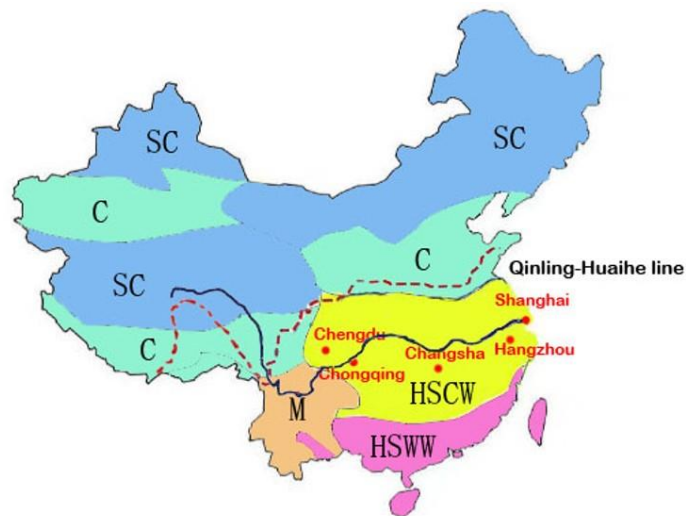 SC
SC
C
C
Qinling-Huaihe line
SC
Shanghai
C
Chengdu
Hangzhou
Changsha
Chongqing
HSCW
M
HSWW